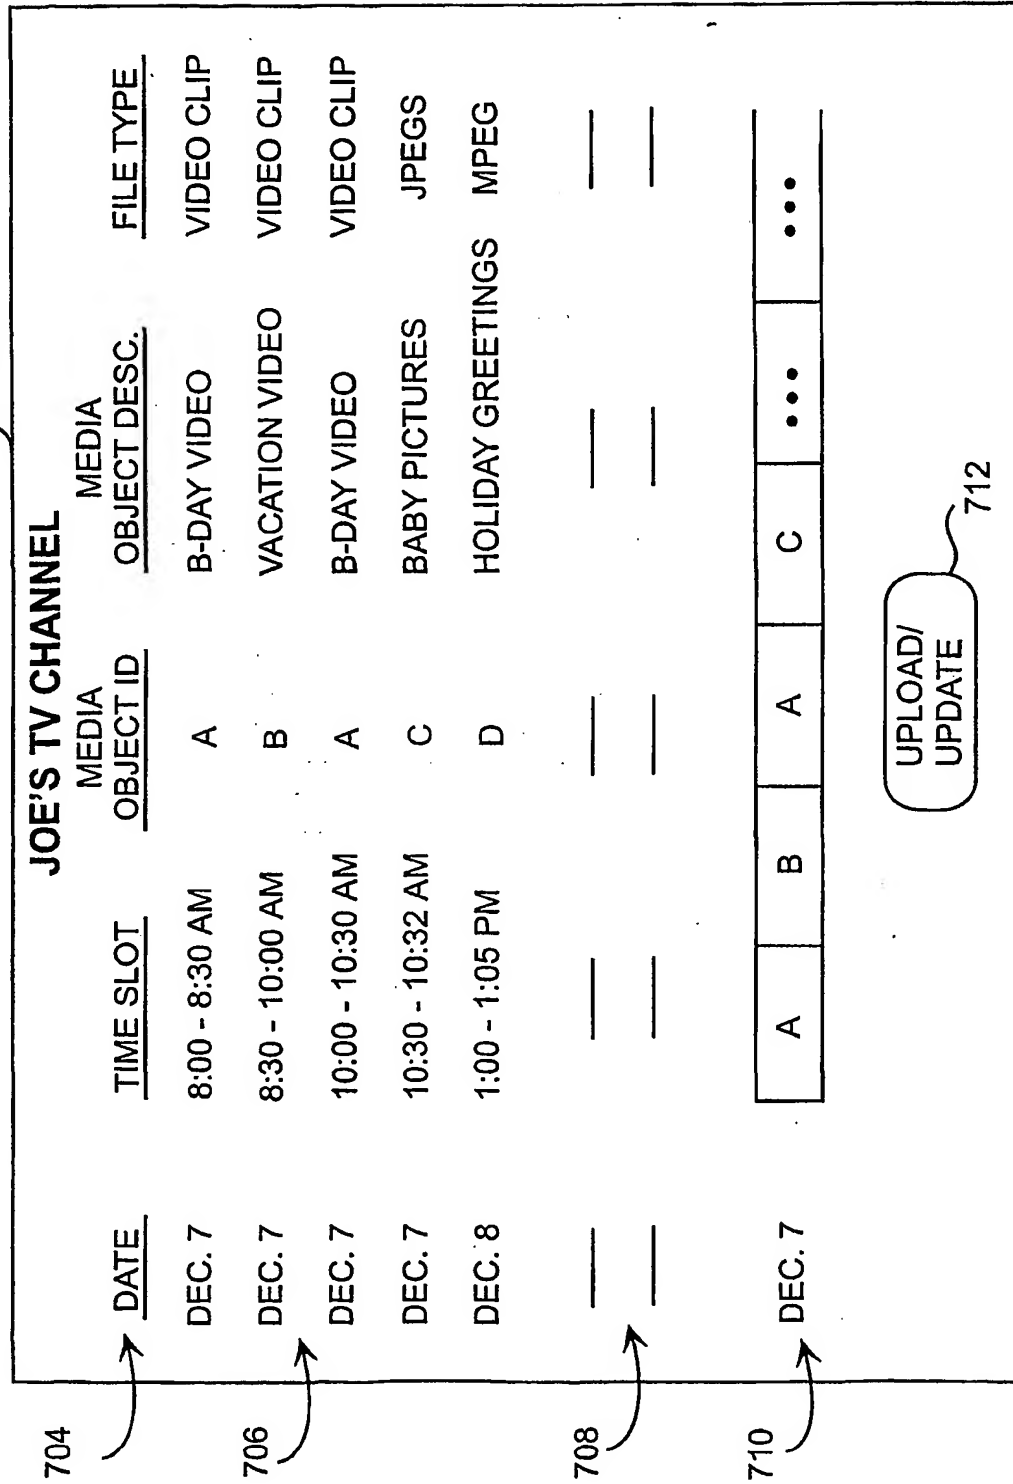 JOE'S TV CHANNEL
704 DATE TIME SLOT MEDIA OBJECT ID MEDIA OBJECT DESC. FILE TYPE
DEC. 7 8:00 - 8:30 AM A B-DAY VIDEO VIDEO CLIP
706 DEC. 7 8:30 - 10:00 AM B VACATION VIDEO VIDEO CLIP
DEC. 7 10:00 - 10:30 AM A B-DAY VIDEO VIDEO CLIP
DEC. 7 10:30 - 10:32 AM C BABY PICTURES JPEGS
DEC. 8 1:00 - 1:05 PM D HOLIDAY GREETINGS MPEG
708
710 DEC. 7 A B A C ... ...
UPLOAD/
UPDATE 712